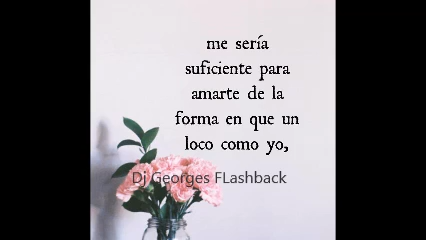 me sería
suficiente para
amarte de la
forma en que un
loco como yo,
Dj Georges FLashback